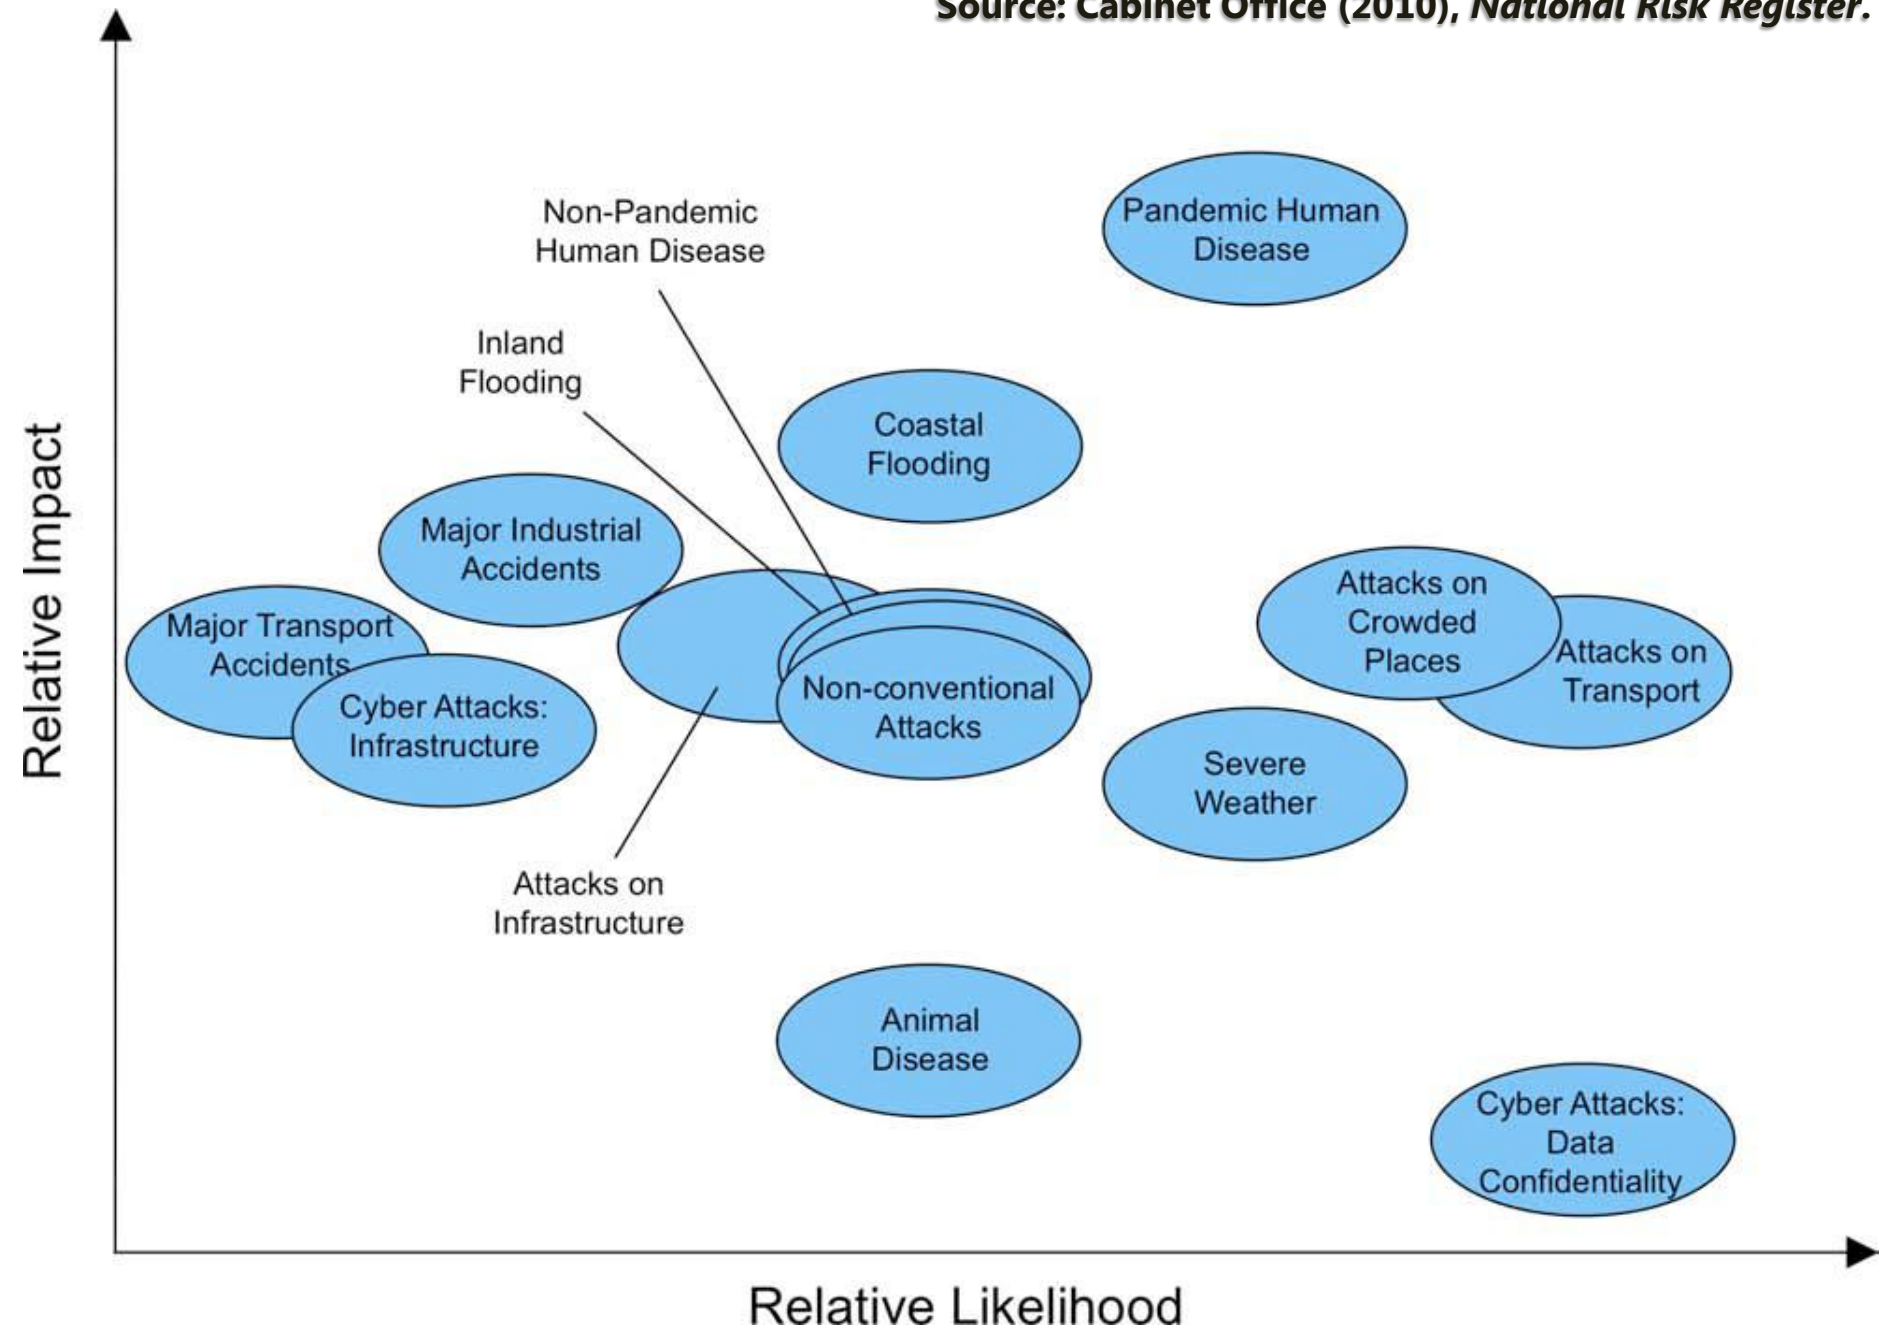 Source: Cabinet Office (2010), National Risk Register.
Non-Pandemic
Human Disease
Pandemic Human
Disease
Inland
Flooding
Coastal
Flooding
Major Industrial
Accidents
Attacks on
Crowded
Places
Major Transport
Accidents
Attacks on
Transport
Cyber Attacks:
Infrastructure
Non-conventional
Attacks
Severe
Weather
Attacks on
Infrastructure
Animal
Disease
Cyber Attacks:
Data
Confidentiality
Relative Impact
Relative Likelihood